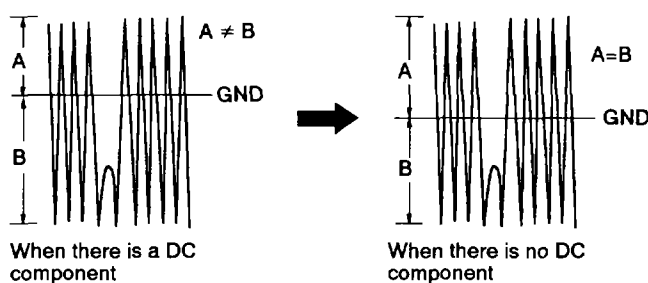 A
A ≠ B
GND
B
When there is a DC
component
A
A=B
GND
B
When there is no DC
component